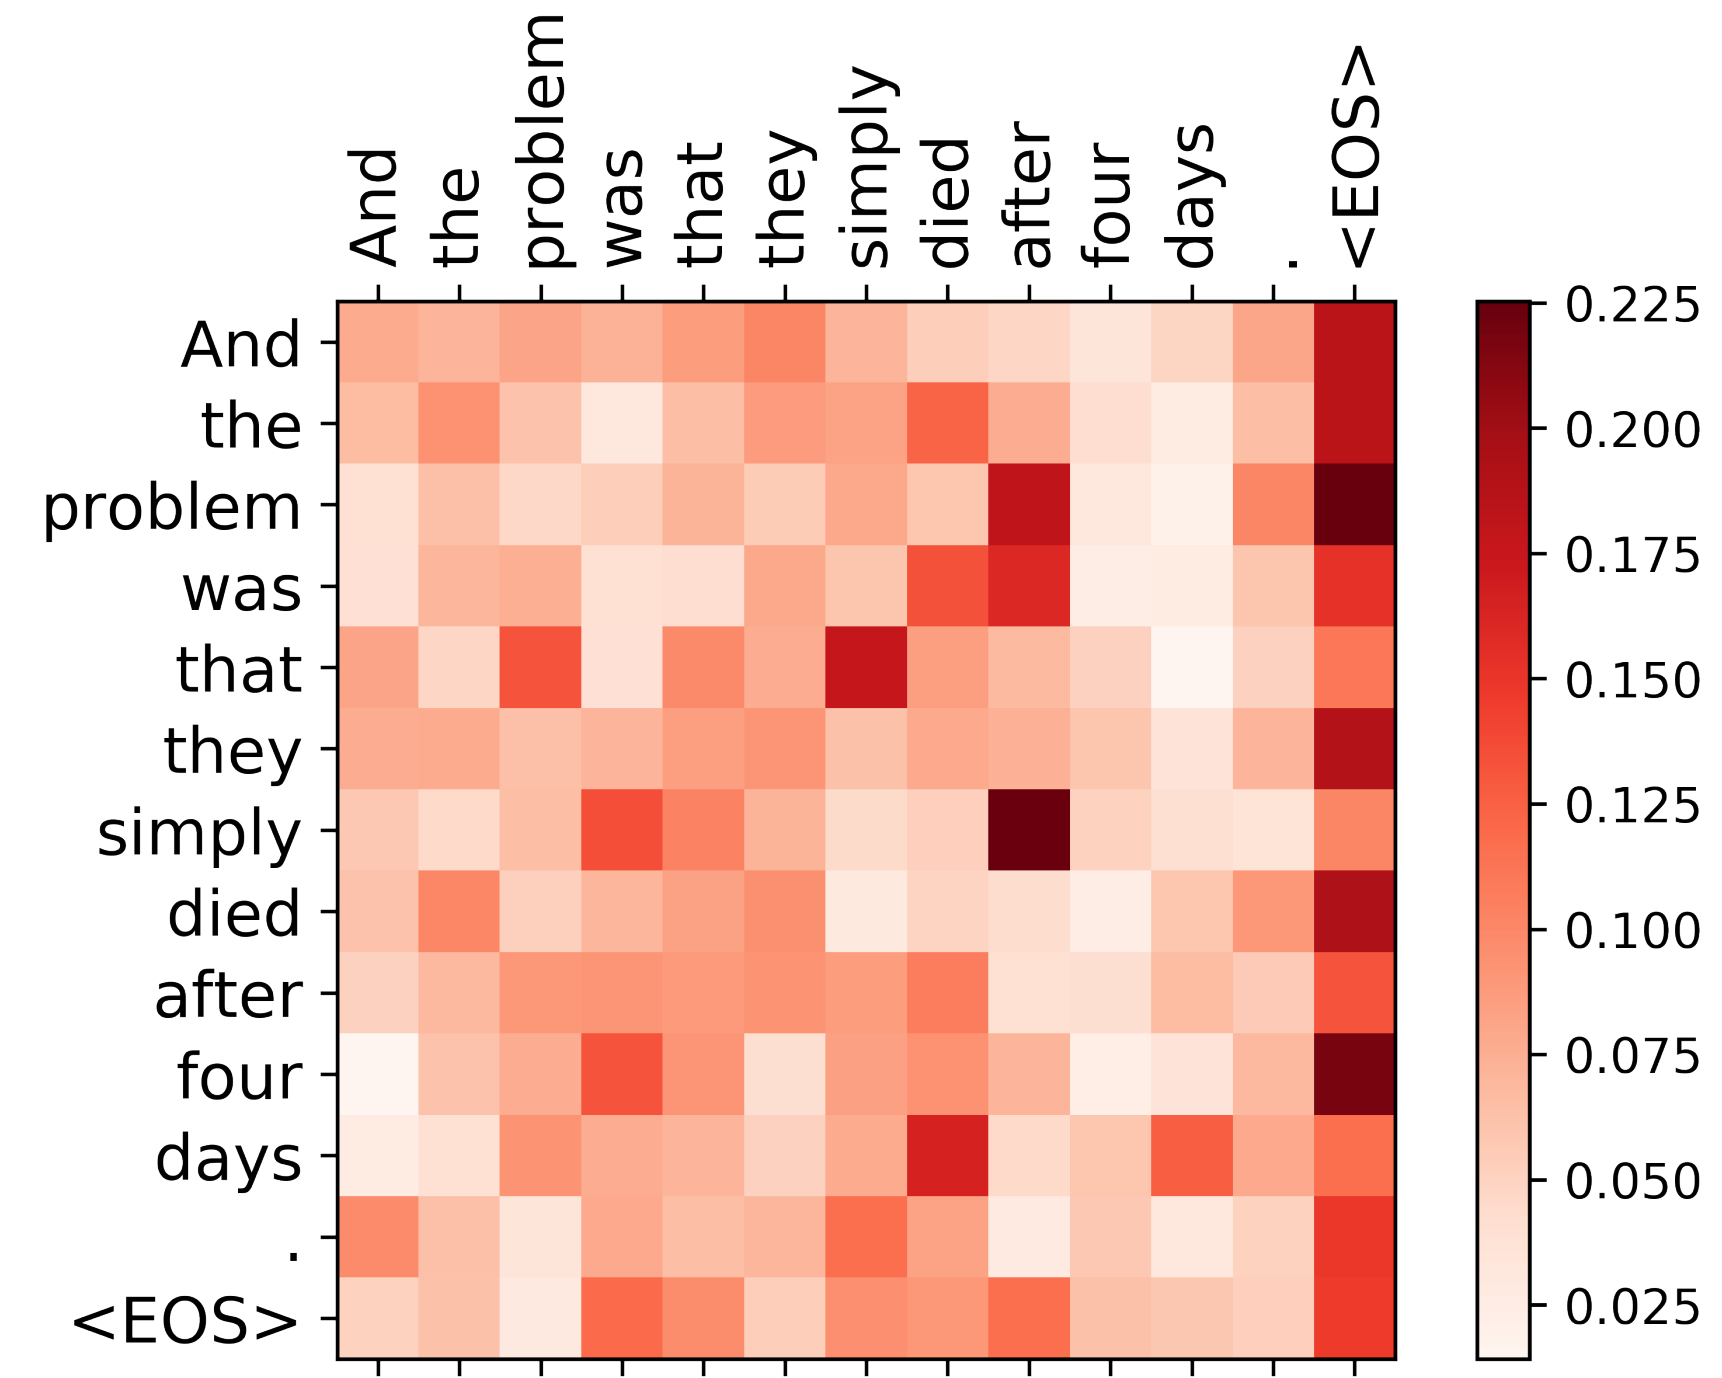 And
the
problem
was
that
they
simply
died
after
four
days
.
<EOS>
And
the
problem
was
that
they
simply
died
after
four
days
.
<EOS>
0.225
0.200
0.175
0.150
0.125
0.100
0.075
0.050
0.025